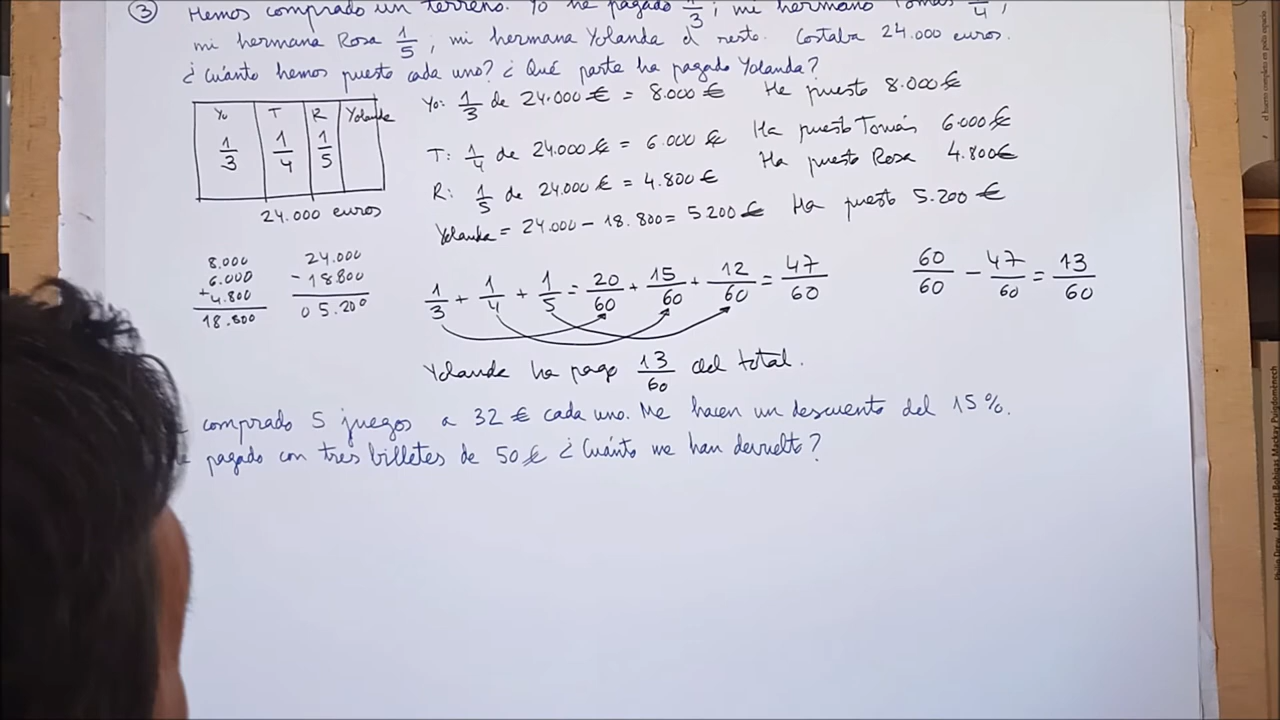 ③ Hemos comprado un terreno. Yo he pagado 1/3; mi hermano Tomás 1/4;
mi hermana Rosa 1/5; mi hermana Yolanda el resto. Costaba 24.000 euros.
¿Cuánto hemos puesto cada uno? ¿Qué parte ha pagado Yolanda?
Yo T R Yolanda
1/3 1/4 1/5
24.000 euros
Yo: 1/3 de 24.000 € = 8.000 € He puesto 8.000 €
T: 1/4 de 24.000 € = 6.000 € Ha puesto Tomás 6.000 €
R: 1/5 de 24.000 € = 4.800 € Ha puesto Rosa 4.800 €
Yolanda = 24.000 - 18.800 = 5.200 € Ha puest 5.200 €
8.000
6.000
+4.800
18.800
24.000
-18.800
05.200
1/3 + 1/4 + 1/5 = 20/60 + 15/60 + 12/60 = 47/60
60/60 - 47/60 = 13/60
Yolanda ha pago 13/60 del total.
comprado 5 juegos a 32 € cada uno. Me hacen un descuento del 15%.
pagado con tres billetes de 50 € ¿Cuánto me han devuelto?